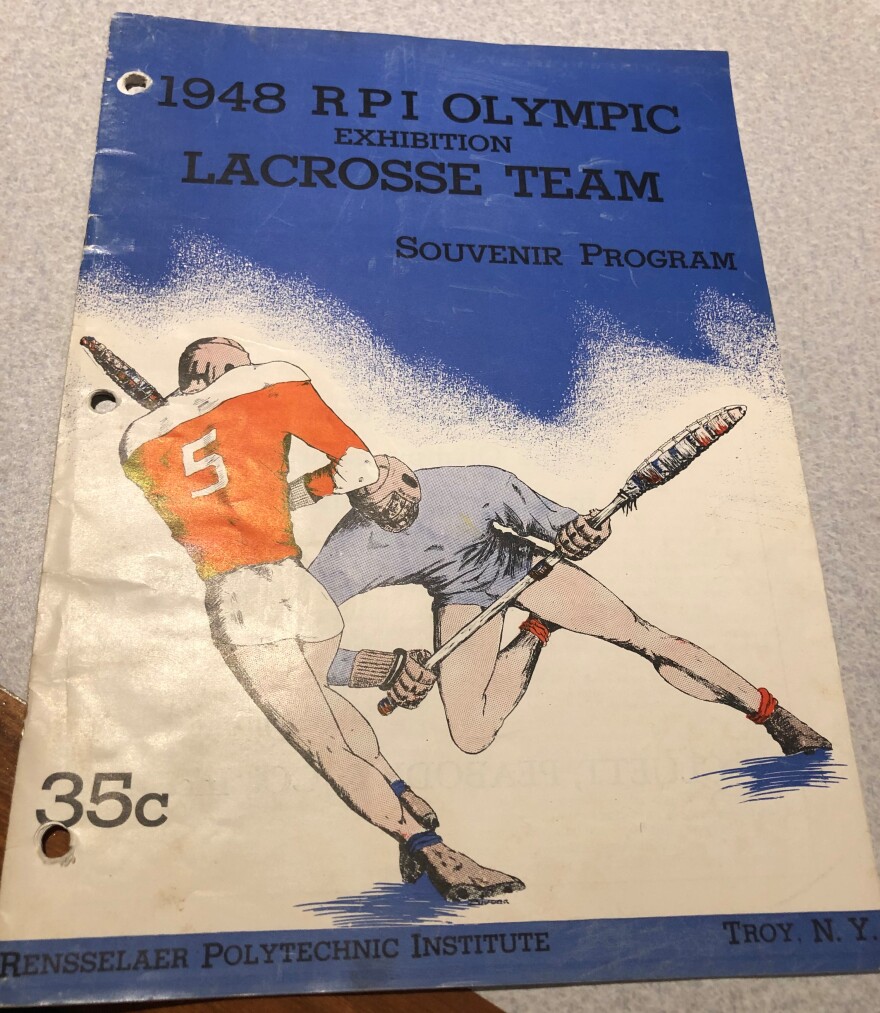 1948 RPI OLYMPIC
EXHIBITION
LACROSSE TEAM
SOUVENIR PROGRAM
5
35c
RENSSELAER POLYTECHNIC INSTITUTE TROY, N. Y.